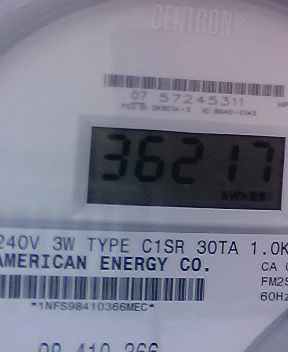 CENTRON
07 57245311
36217
kWh
240V 3W TYPE C1SR 30TA 1.0K
AMERICAN ENERGY CO.
CA
FM2S
60Hz
*1NFS98410366MEC*
98 410 366